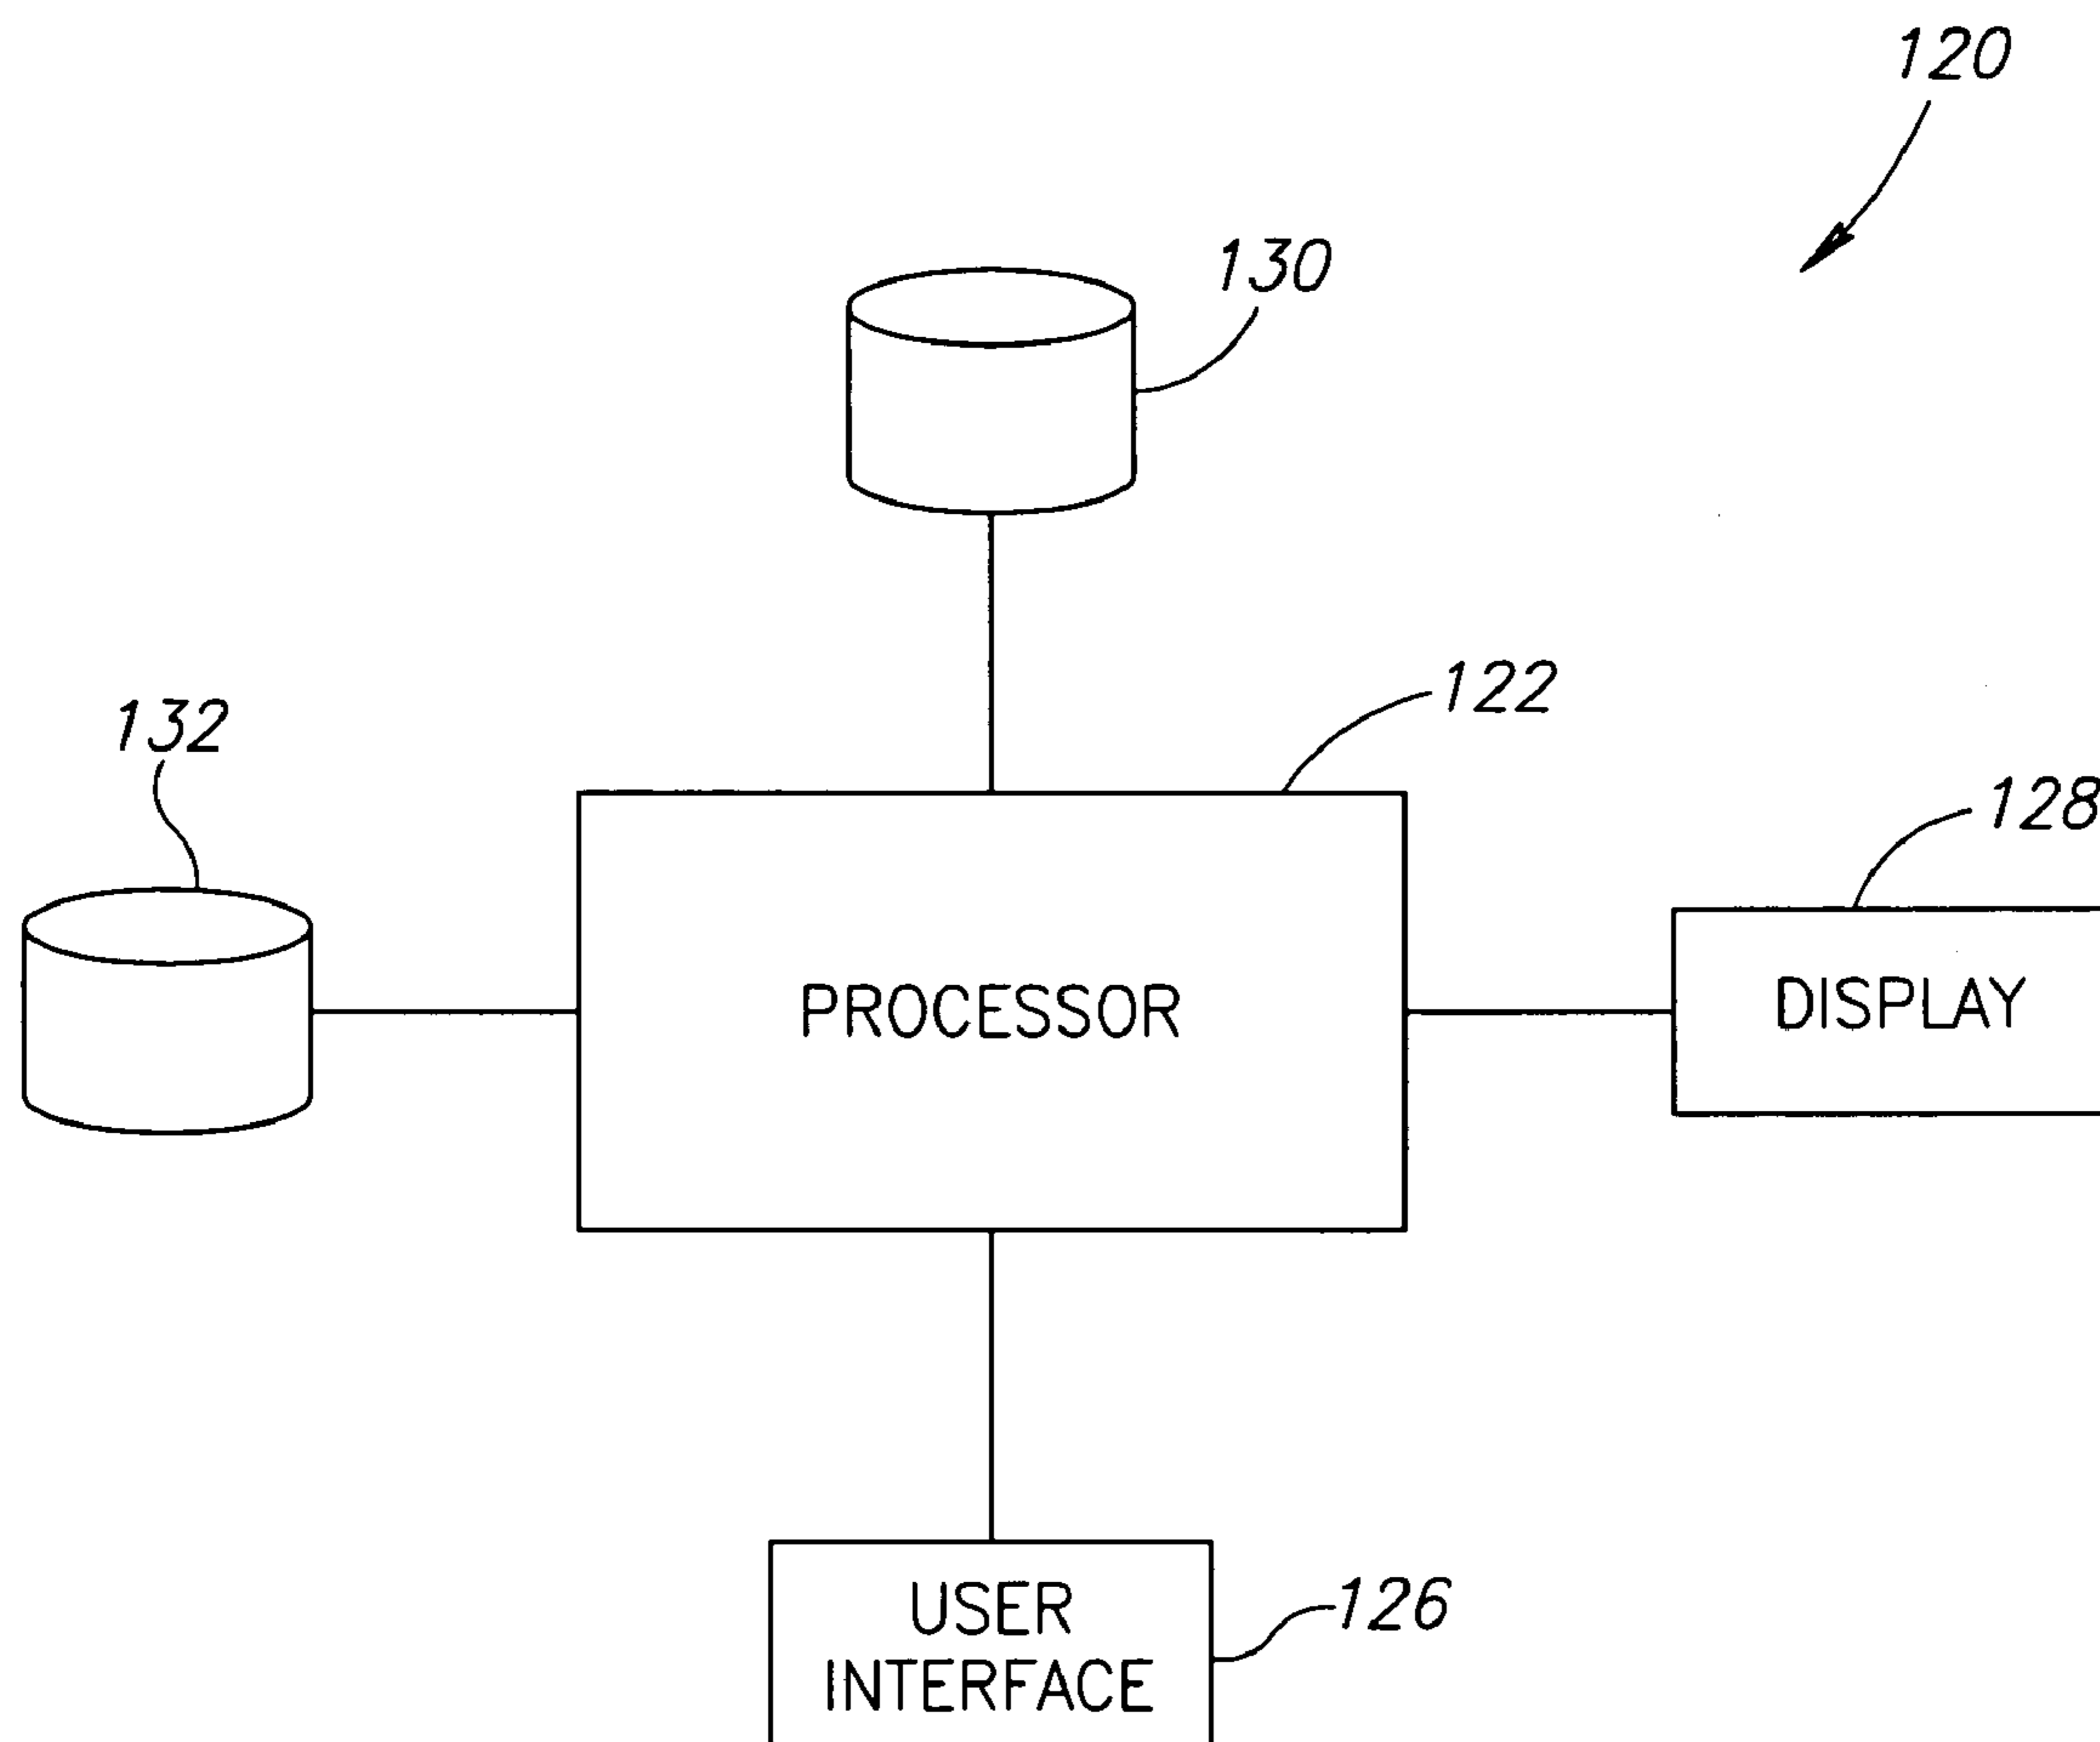 120
130
122
132
128
PROCESSOR
DISPLAY
USER
INTERFACE
126